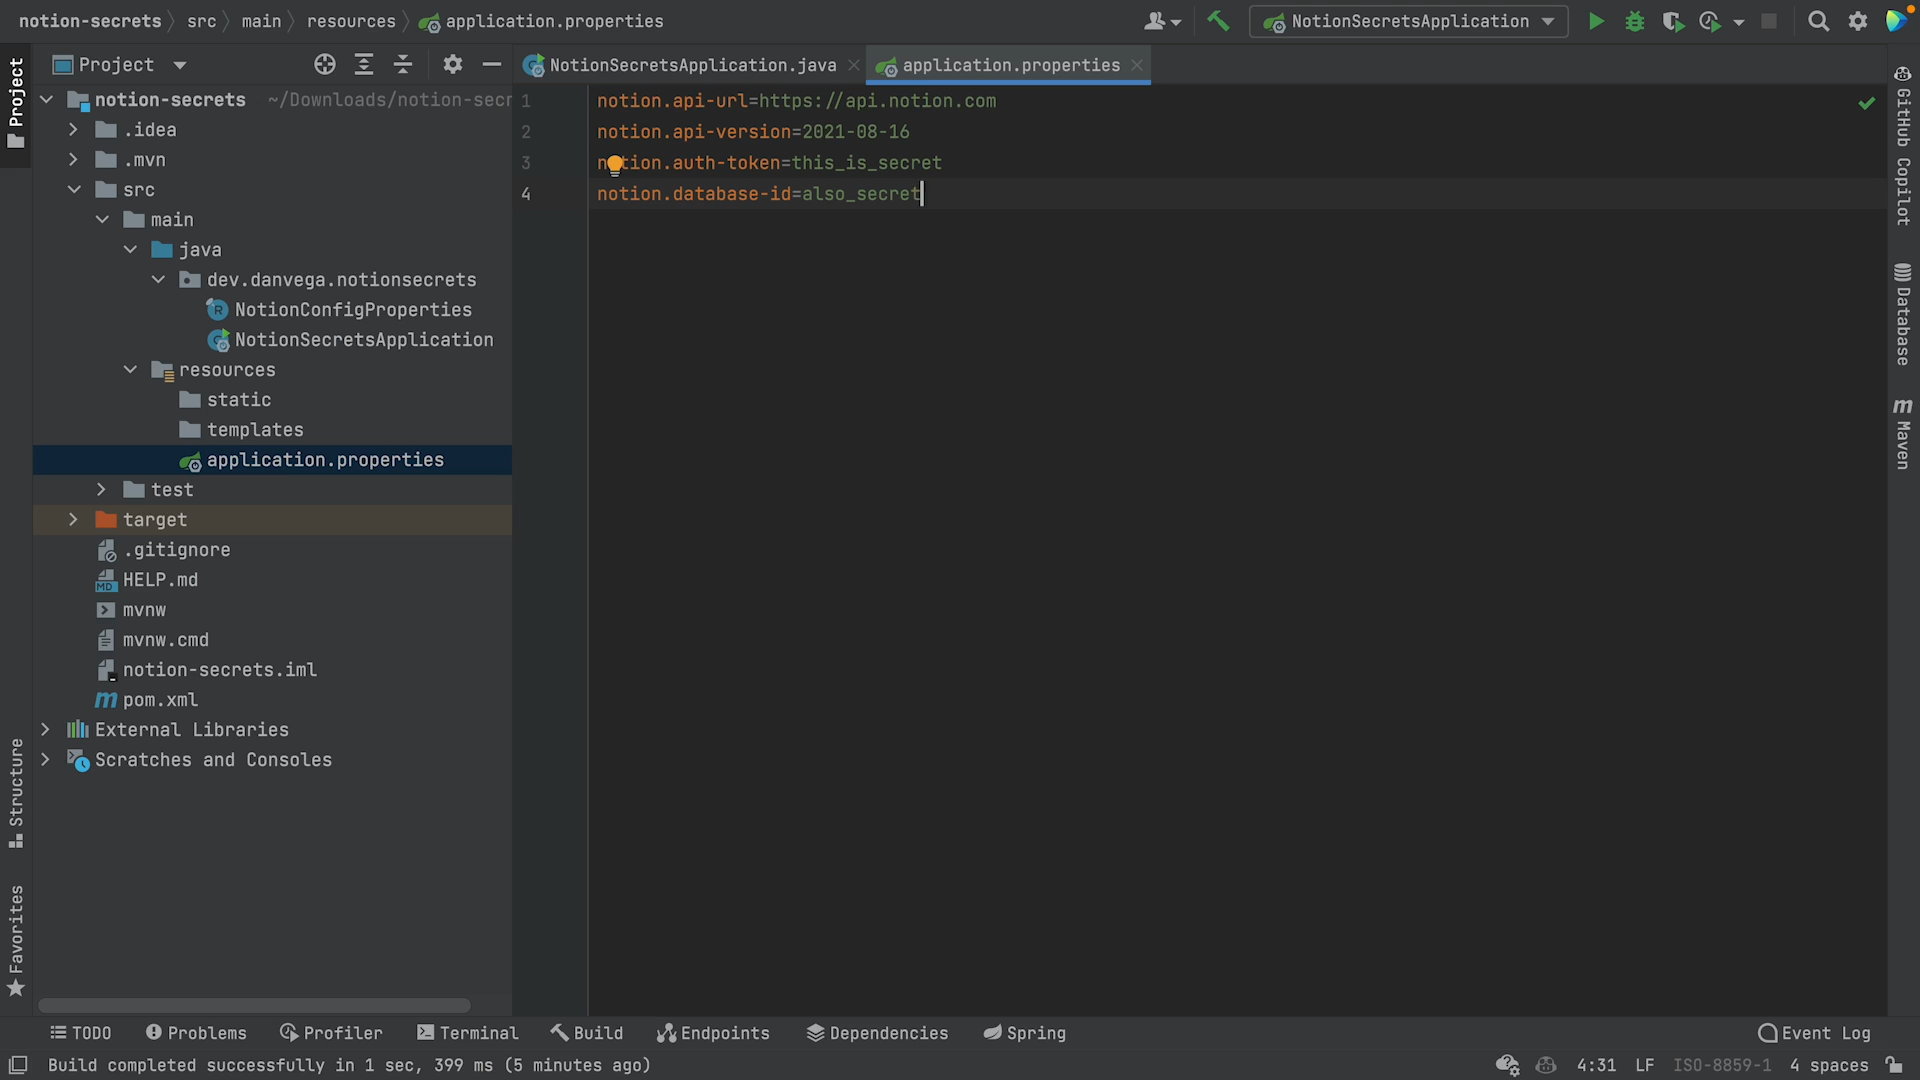 notion-secrets src main resources application.properties
NotionSecretsApplication
Project
NotionSecretsApplication.java
application.properties
Project
notion-secrets ~/Downloads/notion-secr
.idea
.mvn
src
main
java
dev.danvega.notionsecrets
R NotionConfigProperties
NotionSecretsApplication
resources
static
templates
application.properties
test
target
.gitignore
MD HELP.md
mvnw
mvnw.cmd
notion-secrets.iml
m pom.xml
External Libraries
Scratches and Consoles
Structure
Favorites
1 notion.api-url=https://api.notion.com
2 notion.api-version=2021-08-16
3 notion.auth-token=this_is_secret
4 notion.database-id=also_secret
GitHub Copilot
Database
m Maven
TODO Problems Profiler Terminal Build Endpoints Dependencies Spring Event Log
Build completed successfully in 1 sec, 399 ms (5 minutes ago) 4:31 LF ISO-8859-1 4 spaces